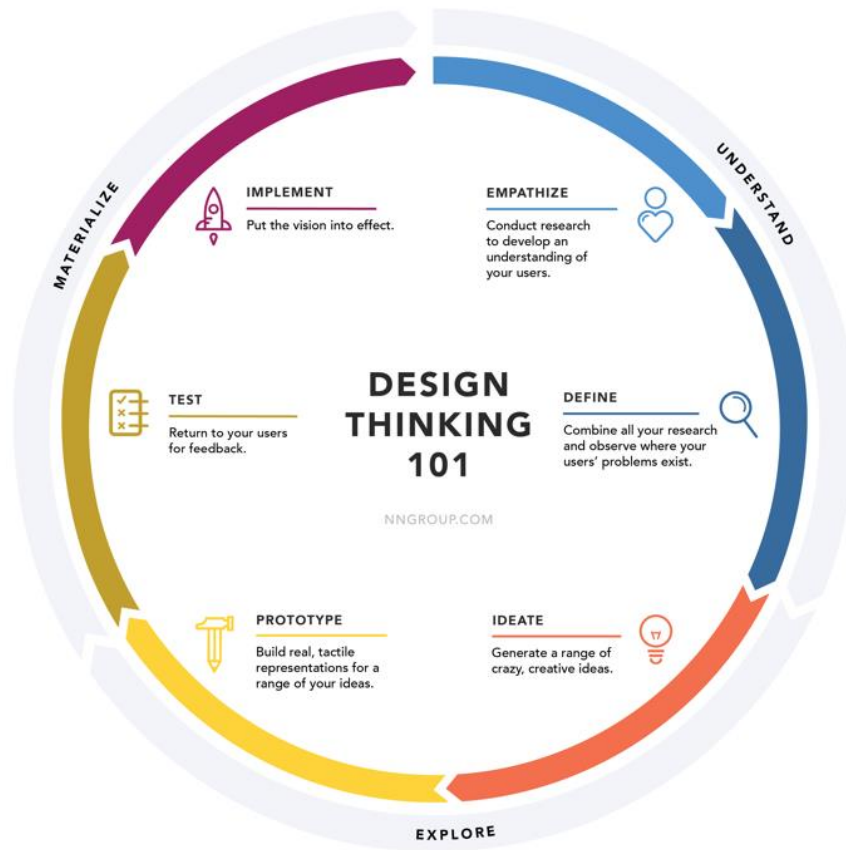 DESIGN
THINKING
101
NNGROUP.COM
UNDERSTAND
EMPATHIZE
Conduct research
to develop an
understanding of
your users.
DEFINE
Combine all your research
and observe where your
users' problems exist.
EXPLORE
IDEATE
Generate a range of
crazy, creative ideas.
PROTOTYPE
Build real, tactile
representations for a
range of your ideas.
MATERIALIZE
TEST
Return to your users
for feedback.
IMPLEMENT
Put the vision into effect.